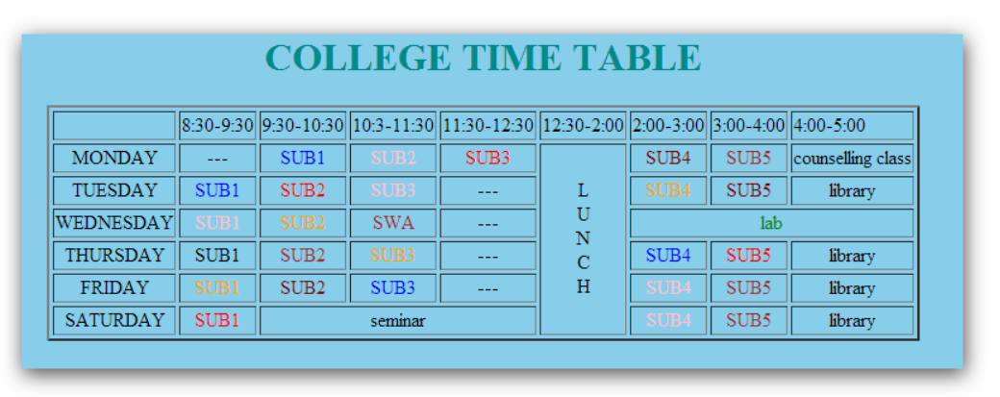 COLLEGE TIME TABLE
8:30-9:30 9:30-10:30 10:3-11:30 11:30-12:30 12:30-2:00 2:00-3:00 3:00-4:00 4:00-5:00
MONDAY --- SUB1 SUB2 SUB3 SUB4 SUB5 counselling class
TUESDAY SUB1 SUB2 SUB3 --- SUB4 SUB5 library
WEDNESDAY SUB1 SUB2 SWA --- lab
THURSDAY SUB1 SUB2 SUB3 --- SUB4 SUB5 library
FRIDAY SUB1 SUB2 SUB3 --- SUB4 SUB5 library
SATURDAY SUB1 seminar SUB4 SUB5 library
L
U
N
C
H